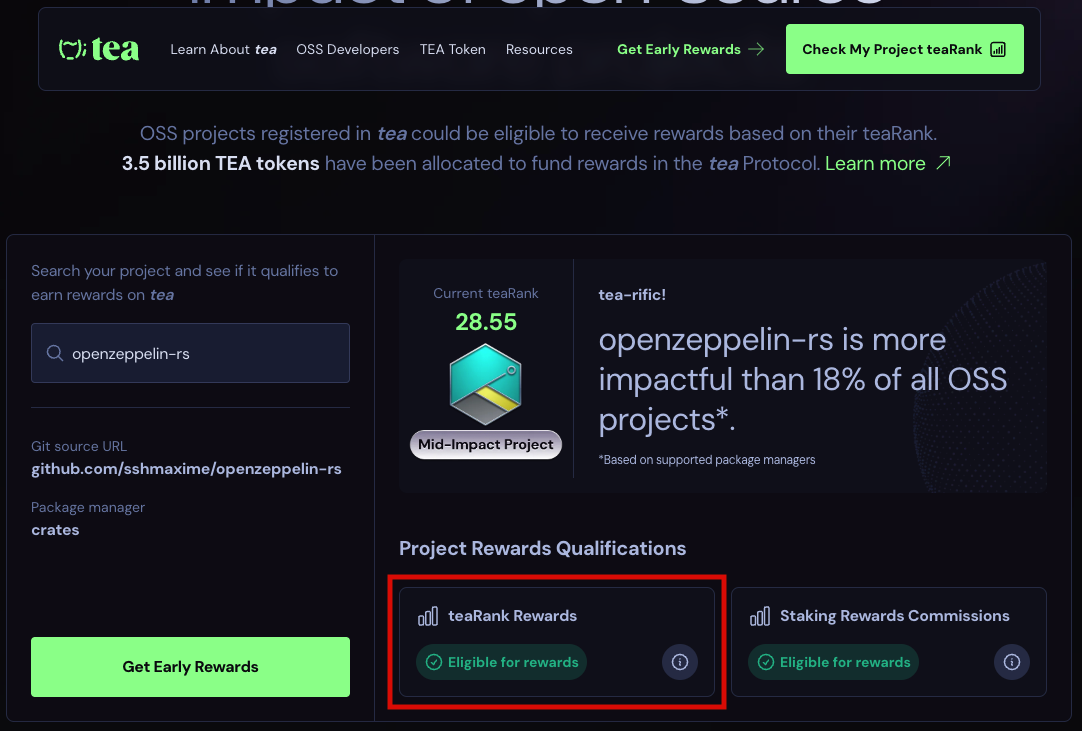 impact of open-source
tea
Learn About tea
OSS Developers
TEA Token
Resources
Get Early Rewards
Check My Project teaRank
OSS projects registered in tea could be eligible to receive rewards based on their teaRank.
3.5 billion TEA tokens have been allocated to fund rewards in the tea Protocol. Learn more
Search your project and see if it qualifies to
earn rewards on tea
openzeppelin-rs
Git source URL
github.com/sshmaxime/openzeppelin-rs
Package manager
crates
Get Early Rewards
Current teaRank
28.55
Mid-Impact Project
tea-rific!
openzeppelin-rs is more
impactful than 18% of all OSS
projects*.
*Based on supported package managers
Project Rewards Qualifications
teaRank Rewards
Eligible for rewards
Staking Rewards Commissions
Eligible for rewards